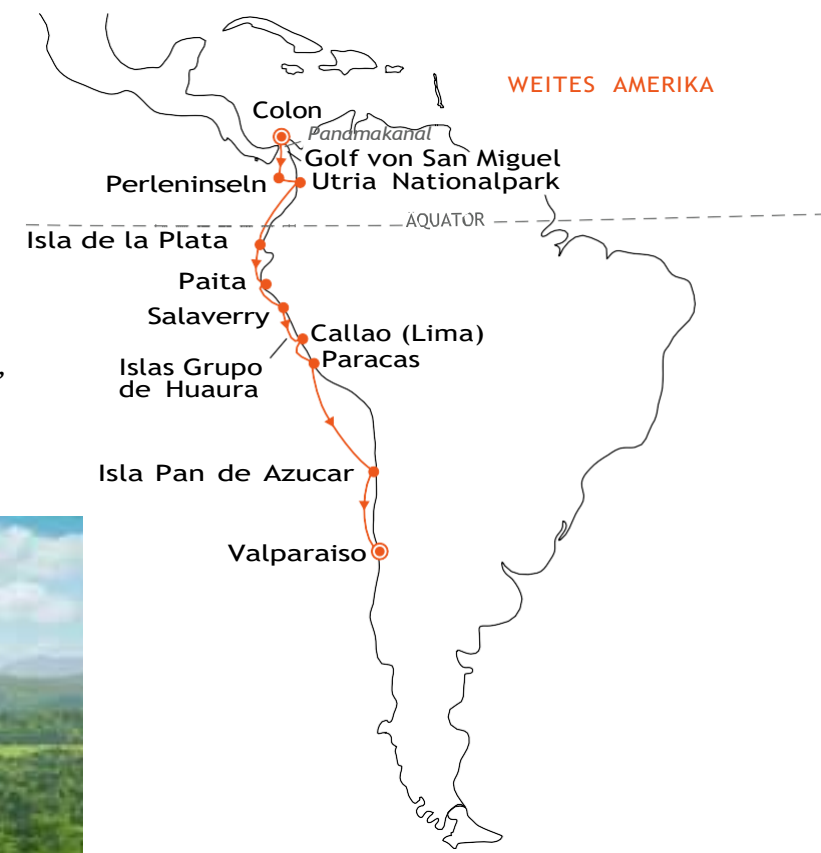 WEITES AMERIKA
Colon
Panamakanal
Golf von San Miguel
Perleninseln
Utria Nationalpark
ÄQUATOR
Isla de la Plata
Paita
Salaverry
Callao (Lima)
Islas Grupo
de Huaura
Paracas
,
Isla Pan de Azucar
Valparaiso